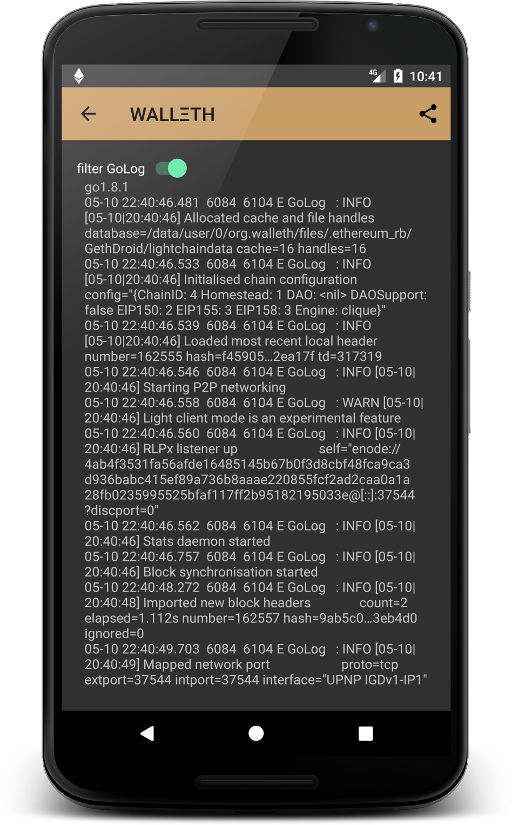 4G 10:41
WALLΞTH
filter GoLog
go1.8.1
05-10 22:40:46.481 6084 6104 E GoLog : INFO
[05-10|20:40:46] Allocated cache and file handles
database=/data/user/0/org.walleth/files/.ethereum_rb/
GethDroid/lightchaindata cache=16 handles=16
05-10 22:40:46.533 6084 6104 E GoLog : INFO
[05-10|20:40:46] Initialised chain configuration
config="{ChainID: 4 Homestead: 1 DAO: <nil> DAOSupport:
false EIP150: 2 EIP155: 3 EIP158: 3 Engine: clique}"
05-10 22:40:46.539 6084 6104 E GoLog : INFO
[05-10|20:40:46] Loaded most recent local header
number=162555 hash=f45905…2ea17f td=317319
05-10 22:40:46.546 6084 6104 E GoLog : INFO [05-10|
20:40:46] Starting P2P networking
05-10 22:40:46.558 6084 6104 E GoLog : WARN [05-10|
20:40:46] Light client mode is an experimental feature
05-10 22:40:46.560 6084 6104 E GoLog : INFO [05-10|
20:40:46] RLPx listener up self="enode://
4ab4f3531fa56afde16485145b67b0f3d8cbf48fca9ca3
d936babc415ef89a736b8aaae220855fcf2ad2caa0a1a
28fb0235995525bfaf117ff2b95182195033e@[::]:37544
?discport=0"
05-10 22:40:46.562 6084 6104 E GoLog : INFO [05-10|
20:40:46] Stats daemon started
05-10 22:40:46.757 6084 6104 E GoLog : INFO [05-10|
20:40:46] Block synchronisation started
05-10 22:40:48.272 6084 6104 E GoLog : INFO [05-10|
20:40:48] Imported new block headers count=2
elapsed=1.112s number=162557 hash=9ab5c0…3eb4d0
ignored=0
05-10 22:40:49.703 6084 6104 E GoLog : INFO [05-10|
20:40:49] Mapped network port proto=tcp
extport=37544 intport=37544 interface="UPNP IGDv1-IP1"